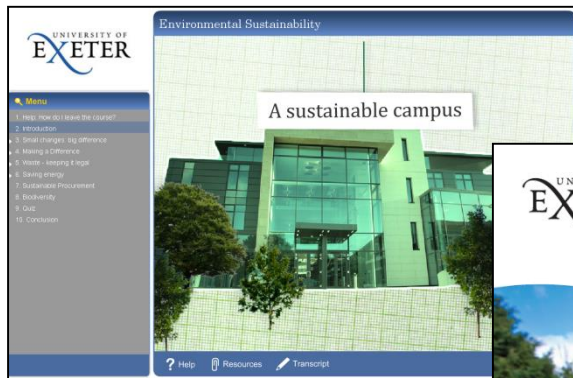 UNIVERSITY OF
EXETER
Environmental Sustainability
Menu
1. Help: How do I leave the course?
2. Introduction
3. Small changes: big difference
4. Making a Difference
5. Waste - keeping it legal
6. Saving energy
7. Sustainable Procurement
8. Biodiversity
9. Quiz
10. Conclusion
A sustainable campus
? Help
Resources
Transcript
UN
EX